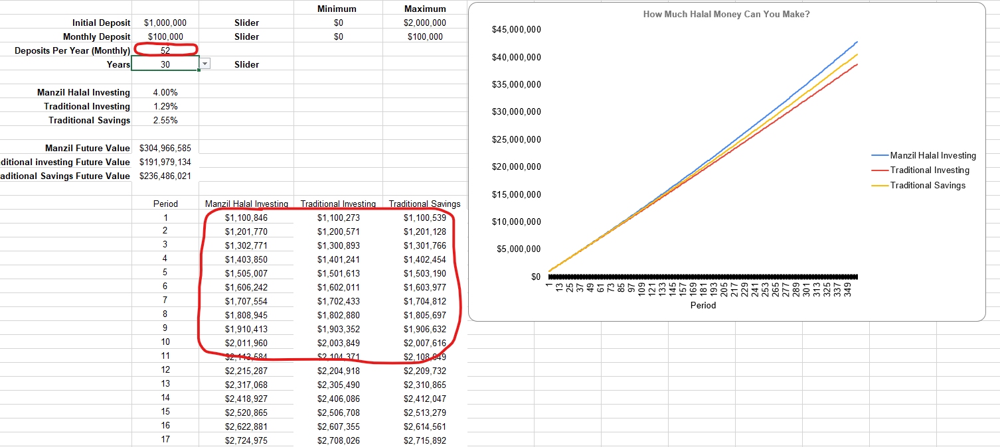 Minimum Maximum
Initial Deposit $1,000,000 Slider $0 $2,000,000
Monthly Deposit $100,000 Slider $0 $100,000
Deposits Per Year (Monthly) 52
Years 30 Slider
Manzil Halal Investing 4.00%
Traditional Investing 1.29%
Traditional Savings 2.55%
Manzil Future Value $304,966,585
ditional investing Future Value $191,979,134
aditional Savings Future Value $236,486,021
Period Manzil Halal Investing Traditional Investing Traditional Savings
1 $1,100,846 $1,100,273 $1,100,539
2 $1,201,770 $1,200,571 $1,201,128
3 $1,302,771 $1,300,893 $1,301,766
4 $1,403,850 $1,401,241 $1,402,454
5 $1,505,007 $1,501,613 $1,503,190
6 $1,606,242 $1,602,011 $1,603,977
7 $1,707,554 $1,702,433 $1,704,812
8 $1,808,945 $1,802,880 $1,805,697
9 $1,910,413 $1,903,352 $1,906,632
10 $2,011,960 $2,003,849 $2,007,616
11 $2,113,584 $2,104,371 $2,108,649
12 $2,215,287 $2,204,918 $2,209,732
13 $2,317,068 $2,305,490 $2,310,865
14 $2,418,927 $2,406,086 $2,412,047
15 $2,520,865 $2,506,708 $2,513,279
16 $2,622,881 $2,607,355 $2,614,561
17 $2,724,975 $2,708,026 $2,715,892
How Much Halal Money Can You Make?
$45,000,000
$40,000,000
$35,000,000
$30,000,000
$25,000,000
$20,000,000
$15,000,000
$10,000,000
$5,000,000
$0
1 13 25 37 49 61 73 85 97 109 121 133 145 157 169 181 193 205 217 229 241 253 265 277 289 301 313 325 337 349
Period
Manzil Halal Investing
Traditional Investing
Traditional Savings